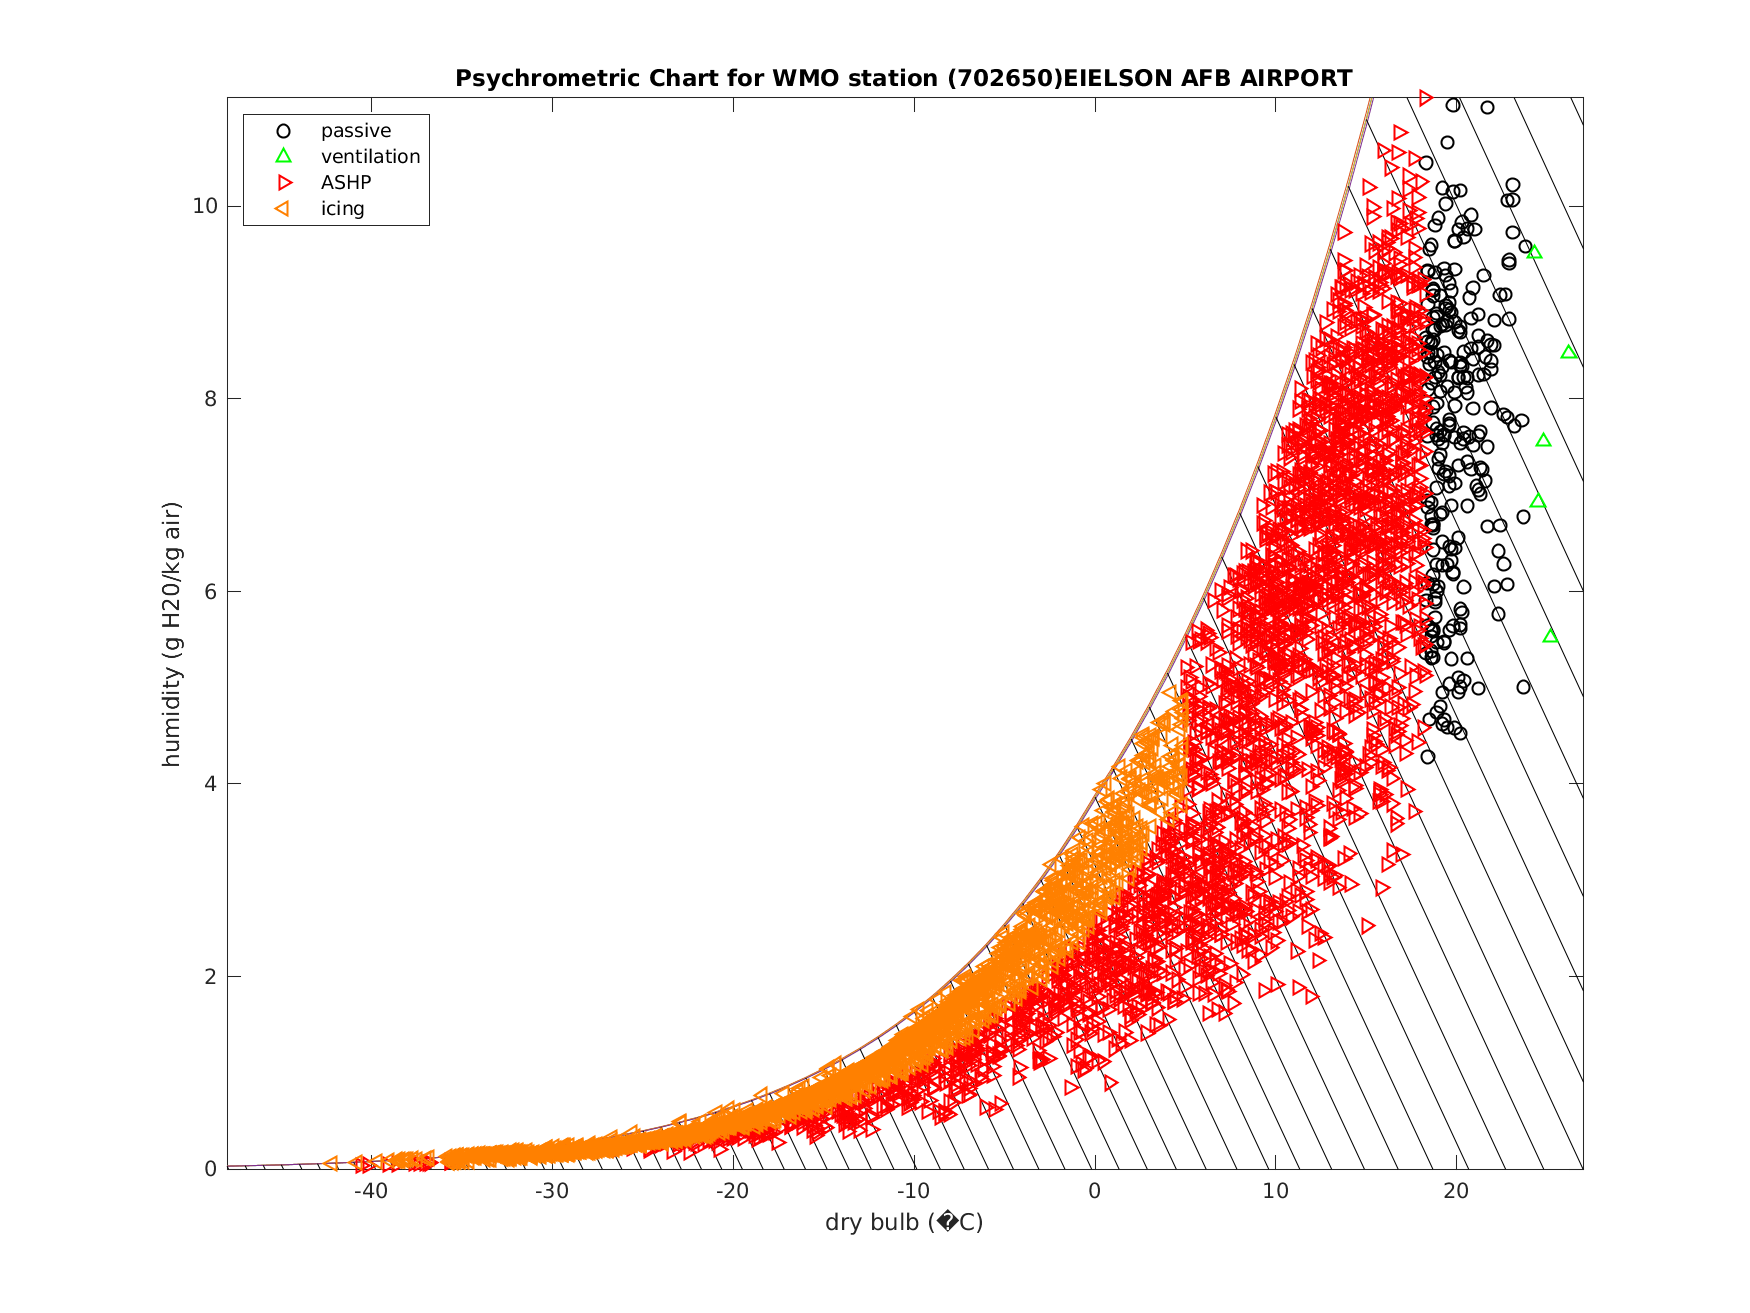 Psychrometric Chart for WMO station (702650)EIELSON AFB AIRPORT
passive
ventilation
ASHP
icing
humidity (g H20/kg air)
10
8
6
4
2
0
-40 -30 -20 -10 0 10 20
dry bulb (�C)